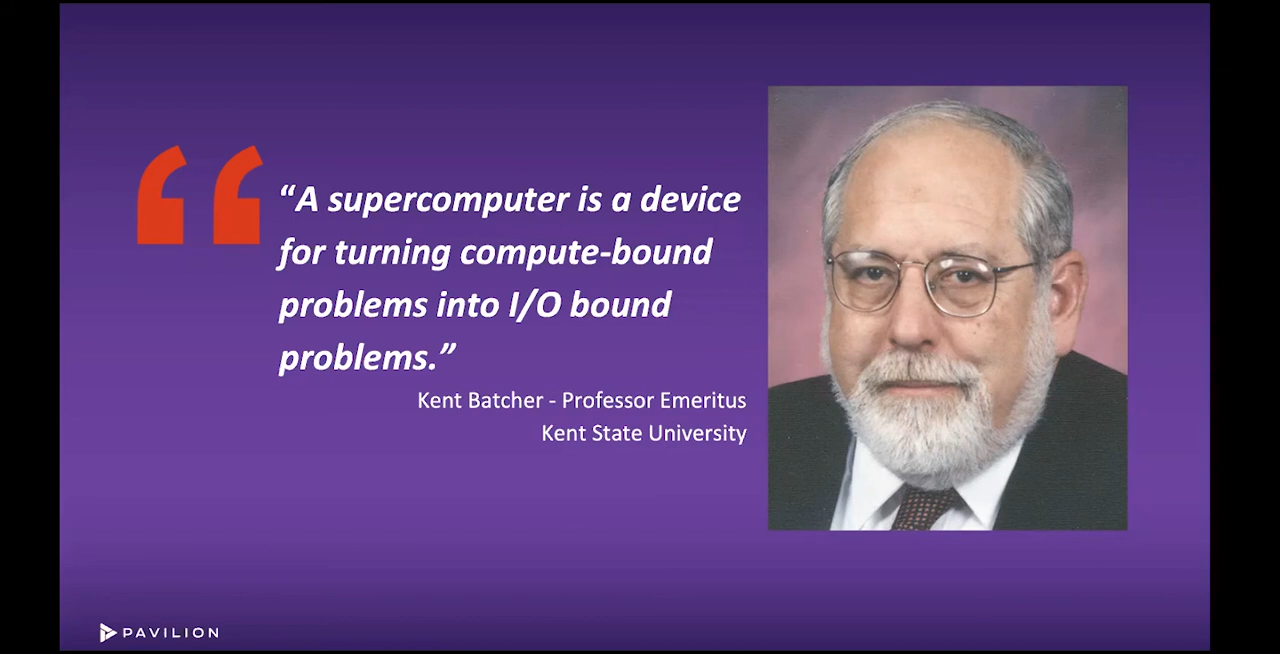 “A supercomputer is a device
for turning compute-bound
problems into I/O bound
problems.”
Kent Batcher - Professor Emeritus
Kent State University
PAVILION